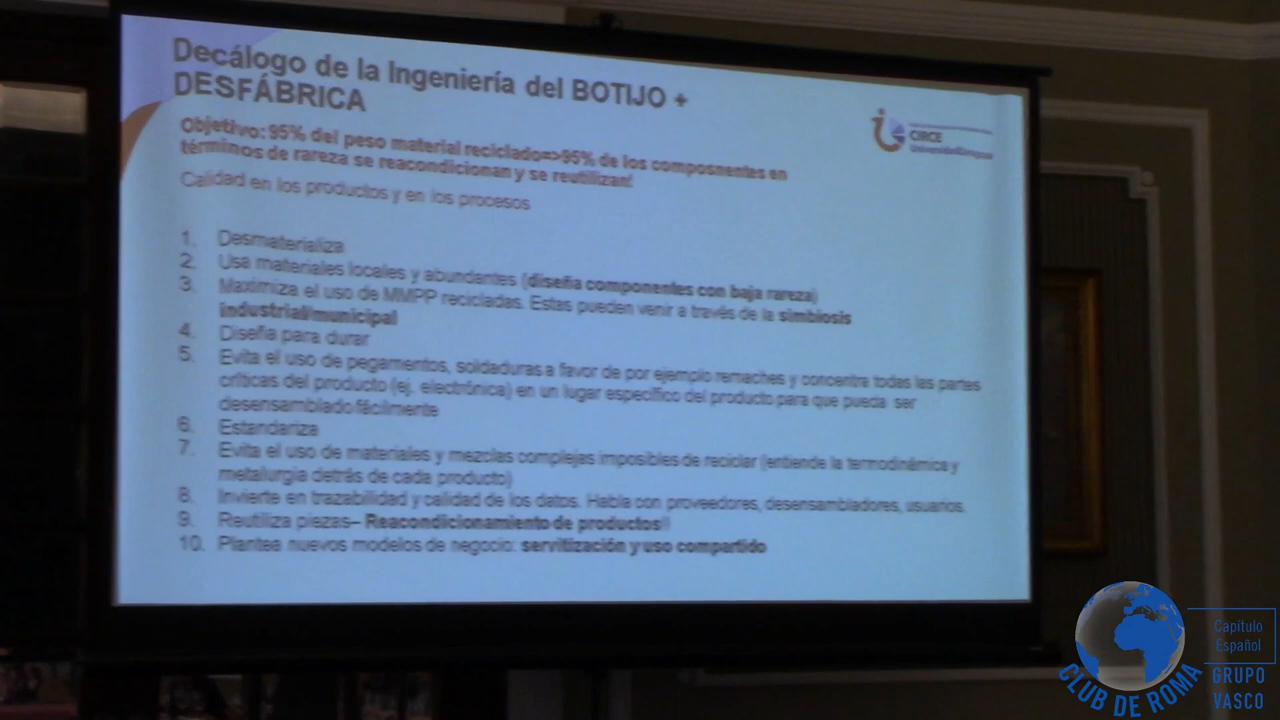 Decálogo de la Ingeniería del BOTIJO +
DESFÁBRICA
CIRCE
Objetivo: 95% del peso material reciclado=>95% de los composnentes en
términos de rareza se reacondicionan y se reutilizan!
Calidad en los productos y en los procesos
1. Desmaterializa
2. Usa materiales locales y abundantes (diseña componentes con baja rareza)
3. Maximiza el uso de MMPP recicladas. Estas pueden venir a través de la simbiosis
industrial/municipal
4. Diseña para durar
5. Evita el uso de pegamentos, soldaduras a favor de por ejemplo remaches y concentra todas las partes
críticas del producto (ej. electrónica) en un lugar específico del producto para que pueda ser
desensamblado fácilmente
6. Estandariza
7. Evita el uso de materiales y mezclas complejas imposibles de reciclar (entiende la termodinámica y
metalurgia detrás de cada producto)
8. Invierte en trazabilidad y calidad de los datos. Habla con proveedores, desensambladores, usuarios.
9. Reutiliza piezas– Reacondicionamiento de productos!!
10. Plantea nuevos modelos de negocio: servitización y uso compartido
Capítulo
Español
CLUB DE ROMA
GRUPO
VASCO